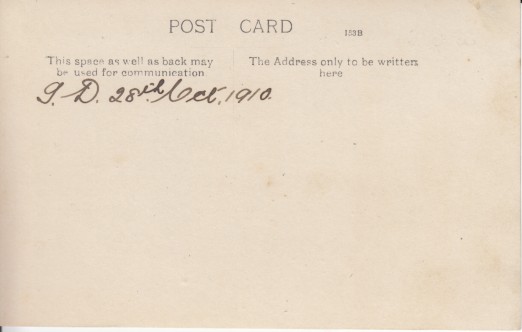 POST CARD
153B
This space as well as back may
be used for communication
The Address only to be written
here
G. D. 28th Oct. 1910.